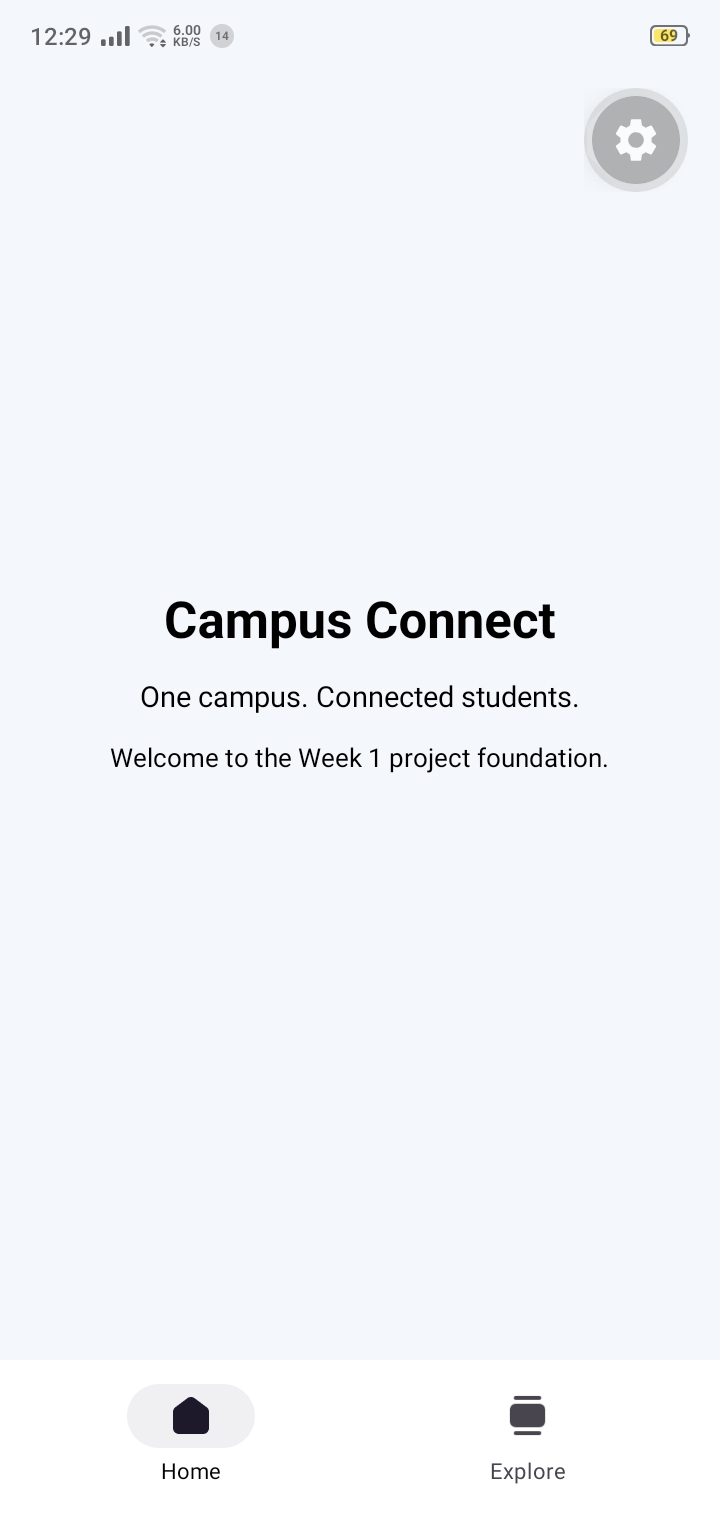 12:29
6.00
KB/S
14
69
Campus Connect
One campus. Connected students.
Welcome to the Week 1 project foundation.
Home
Explore